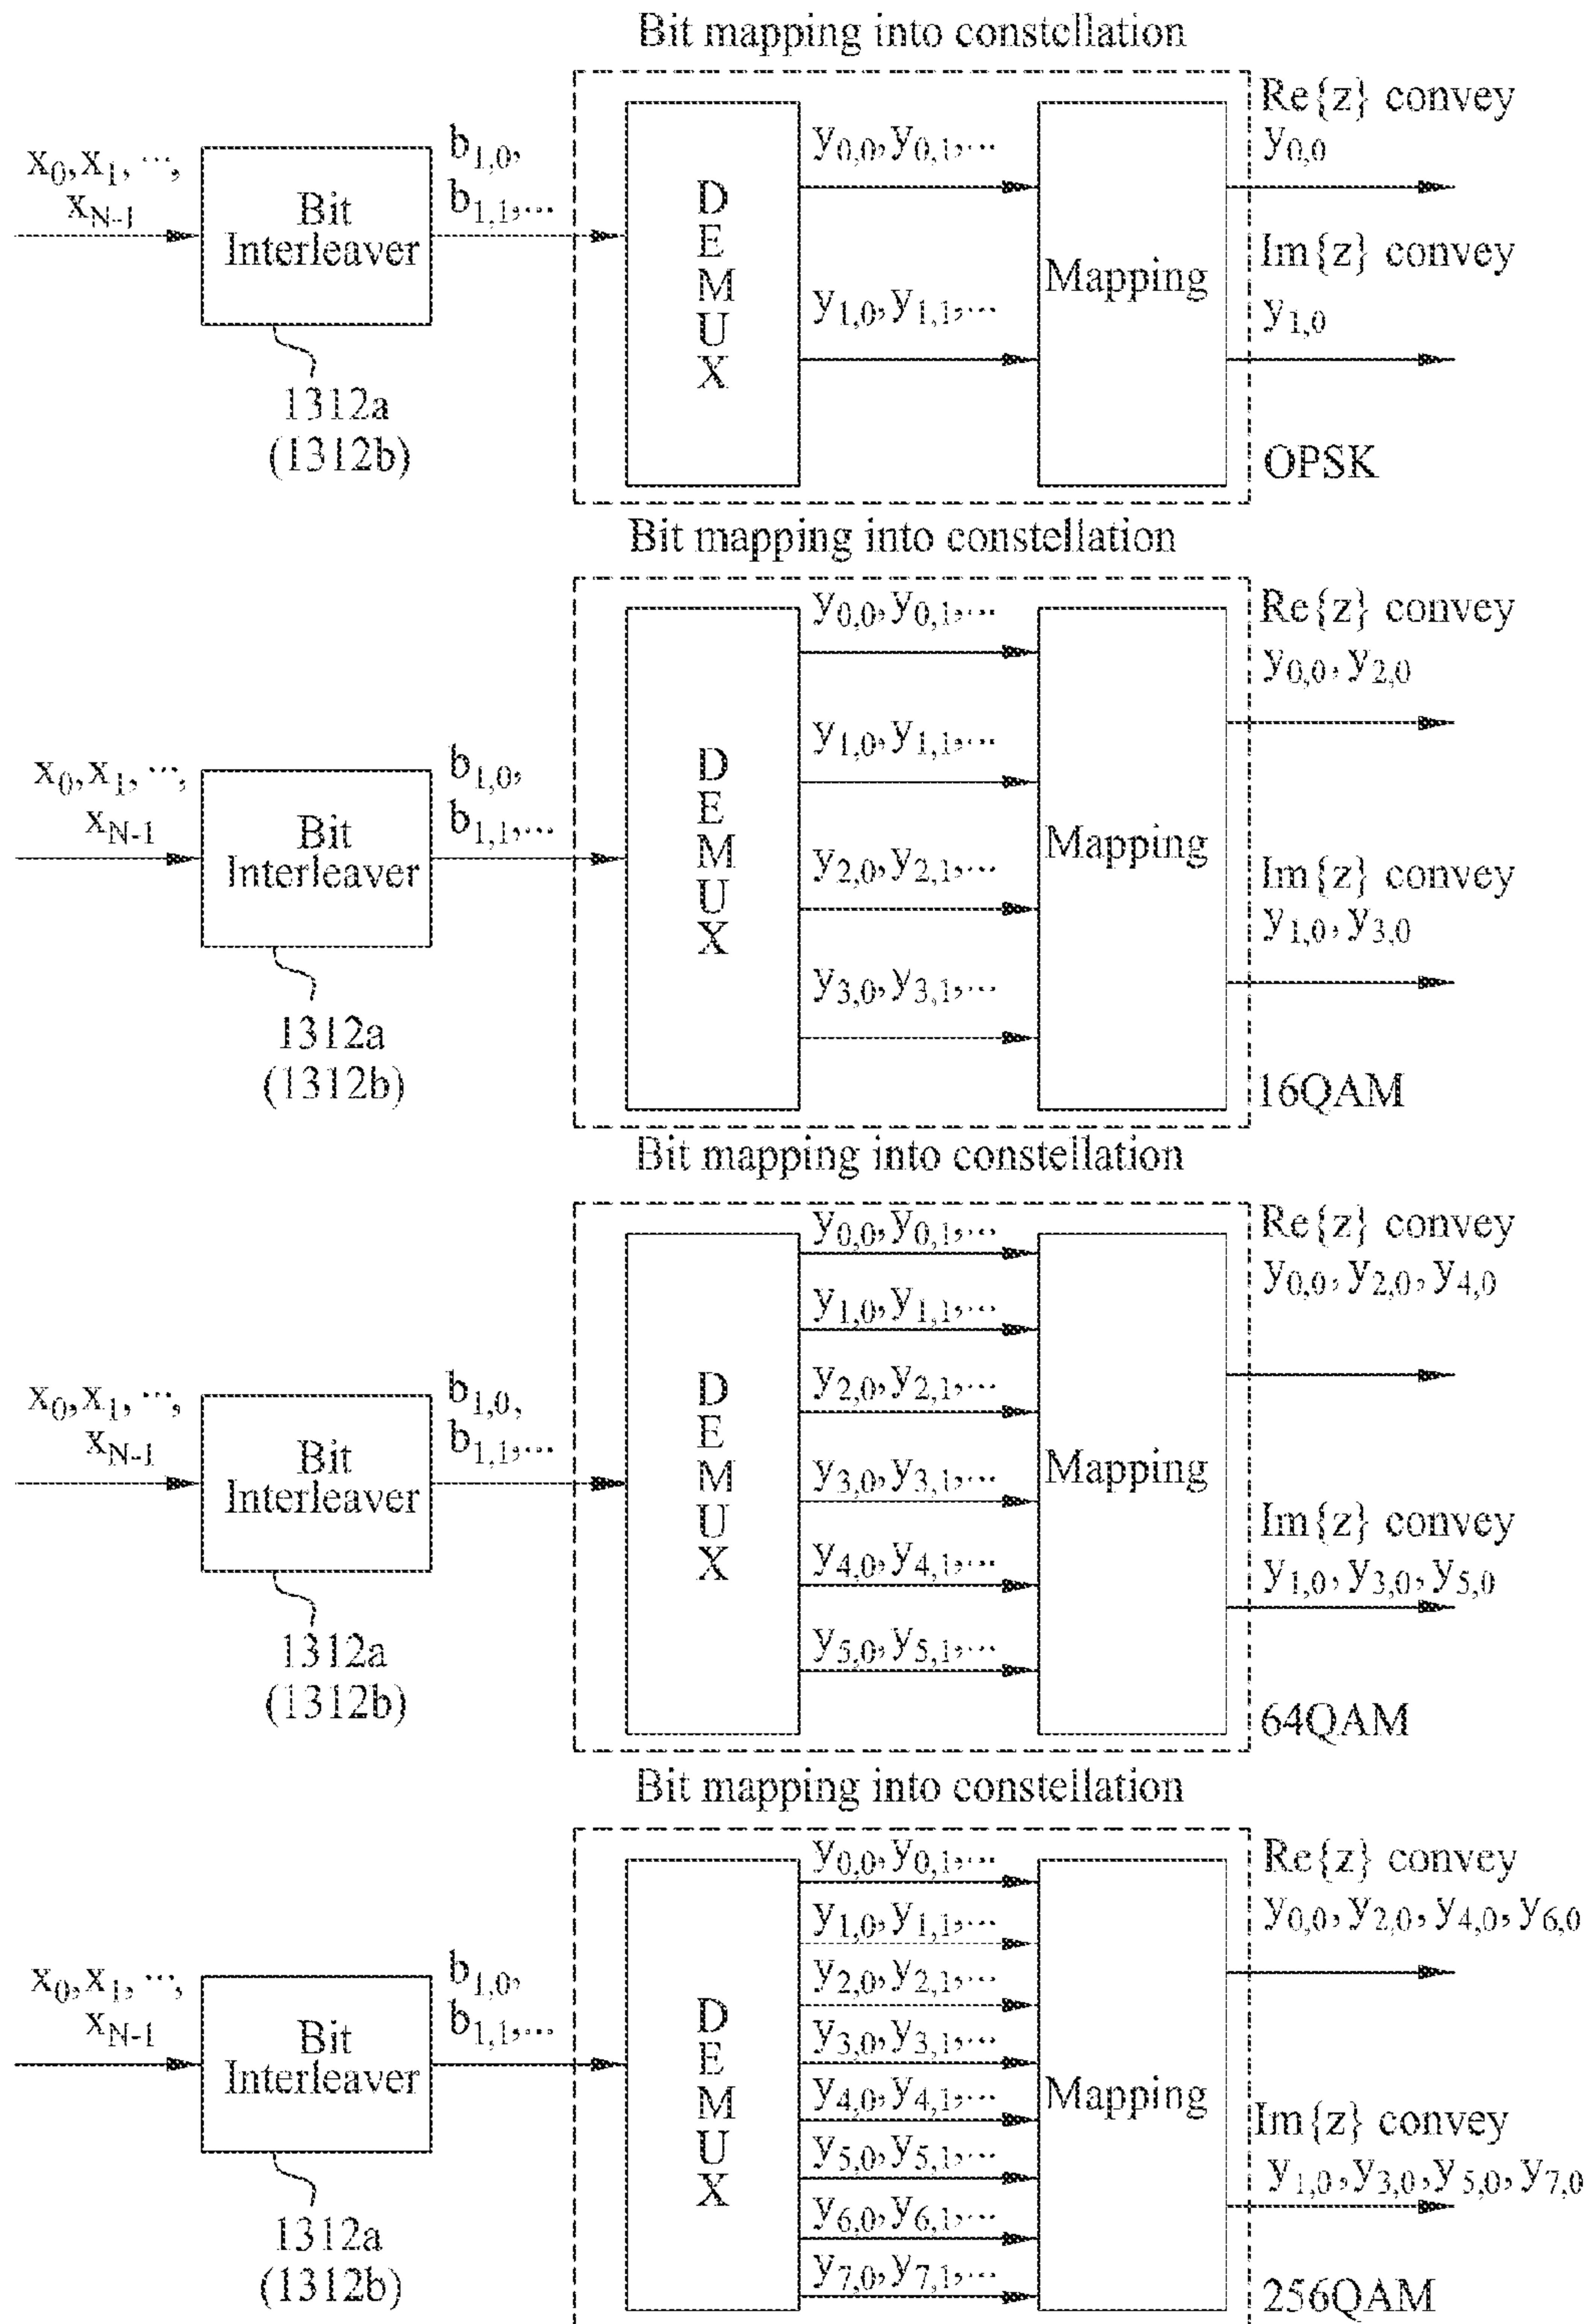 Bit mapping into constellation
x0,x1,...,
xN-1
Bit
Interleaver
b1,0,
b1,1,...
1312a
(1312b)
D
E
M
U
X
y0,0,y0,1,...
y1,0,y1,1,...
Mapping
Re{z} convey
y0,0
Im{z} convey
y1,0
OPSK
Bit mapping into constellation
x0,x1,...,
xN-1
Bit
Interleaver
b1,0,
b1,1,...
1312a
(1312b)
D
E
M
U
X
y0,0,y0,1,...
y1,0,y1,1,...
y2,0,y2,1,...
y3,0,y3,1,...
Mapping
Re{z} convey
y0,0,y2,0
Im{z} convey
y1,0,y3,0
16QAM
Bit mapping into constellation
x0,x1,...,
xN-1
Bit
Interleaver
b1,0,
b1,1,...
1312a
(1312b)
D
E
M
U
X
y0,0,y0,1,...
y1,0,y1,1,...
y2,0,y2,1,...
y3,0,y3,1,...
y4,0,y4,1,...
y5,0,y5,1,...
Mapping
Re{z} convey
y0,0,y2,0,y4,0
Im{z} convey
y1,0,y3,0,y5,0
64QAM
Bit mapping into constellation
x0,x1,...,
xN-1
Bit
Interleaver
b1,0,
b1,1,...
1312a
(1312b)
D
E
M
U
X
y0,0,y0,1,...
y1,0,y1,1,...
y2,0,y2,1,...
y3,0,y3,1,...
y4,0,y4,1,...
y5,0,y5,1,...
y6,0,y6,1,...
y7,0,y7,1,...
Mapping
Re{z} convey
y0,0,y2,0,y4,0,y6,0
Im{z} convey
y1,0,y3,0,y5,0,y7,0
256QAM